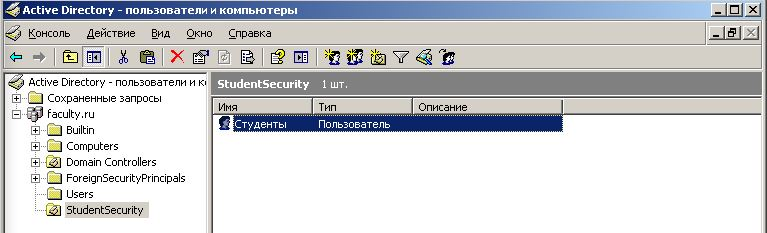 Active Directory - пользователи и компьютеры
Консоль Действие Вид Окно Справка
Active Directory - пользователи и ко
Сохраненные запросы
faculty.ru
Builtin
Computers
Domain Controllers
ForeignSecurityPrincipals
Users
StudentSecurity
StudentSecurity 1 шт.
Имя Тип Описание
Студенты Пользователь